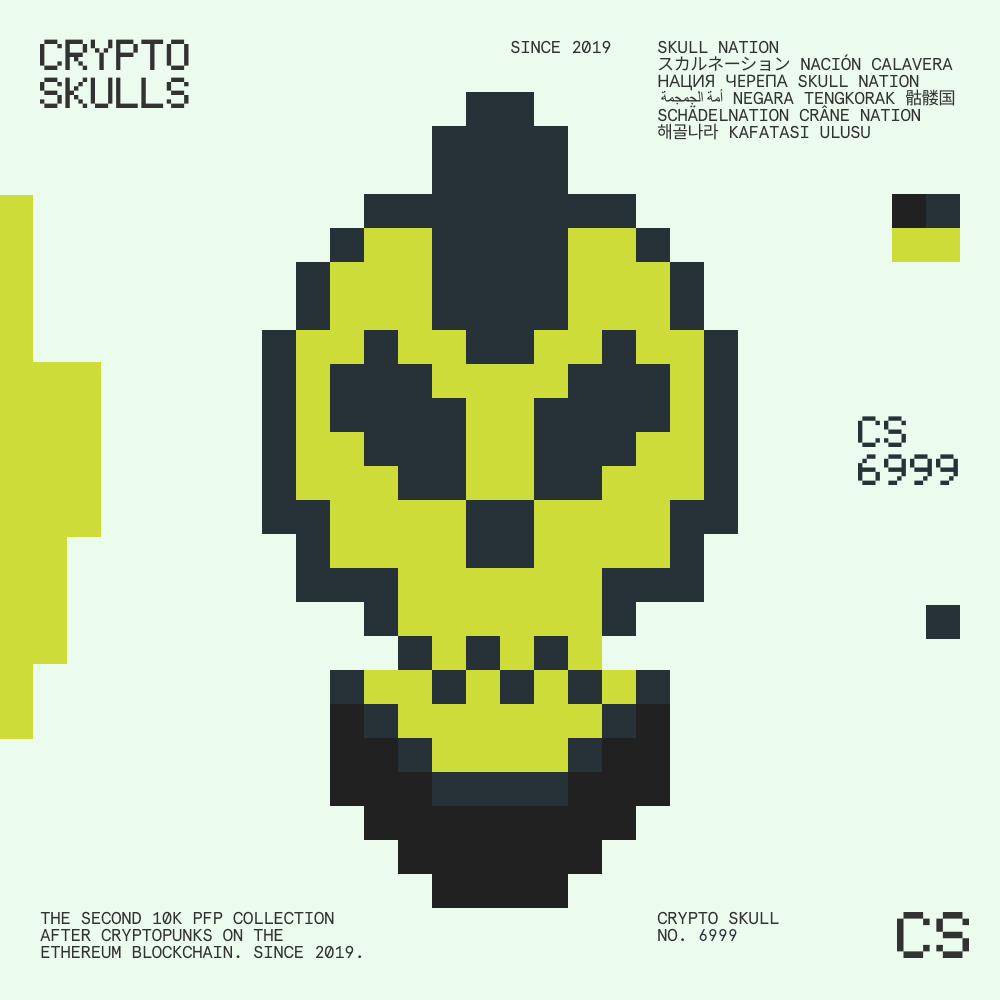 CRYPTO
SKULLS
SINCE 2019
SKULL NATION
スカルネーション NACIÓN CALAVERA
НАЦИЯ ЧЕРЕПА SKULL NATION
أمة الجمجمة NEGARA TENGKORAK 骷髅国
SCHÄDELNATION CRÂNE NATION
해골나라 KAFATASI ULUSU
CS
6999
THE SECOND 10K PFP COLLECTION
AFTER CRYPTOPUNKS ON THE
ETHEREUM BLOCKCHAIN. SINCE 2019.
CRYPTO SKULL
NO. 6999
CS